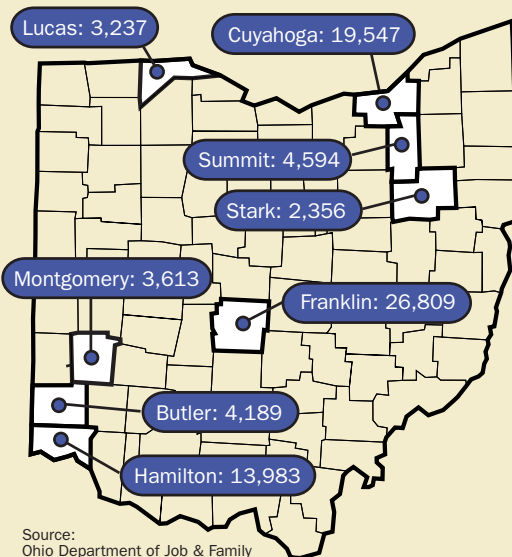 Lucas: 3,237
Cuyahoga: 19,547
Summit: 4,594
Stark: 2,356
Montgomery: 3,613
Franklin: 26,809
Butler: 4,189
Hamilton: 13,983
Source:
Ohio Department of Job & Family